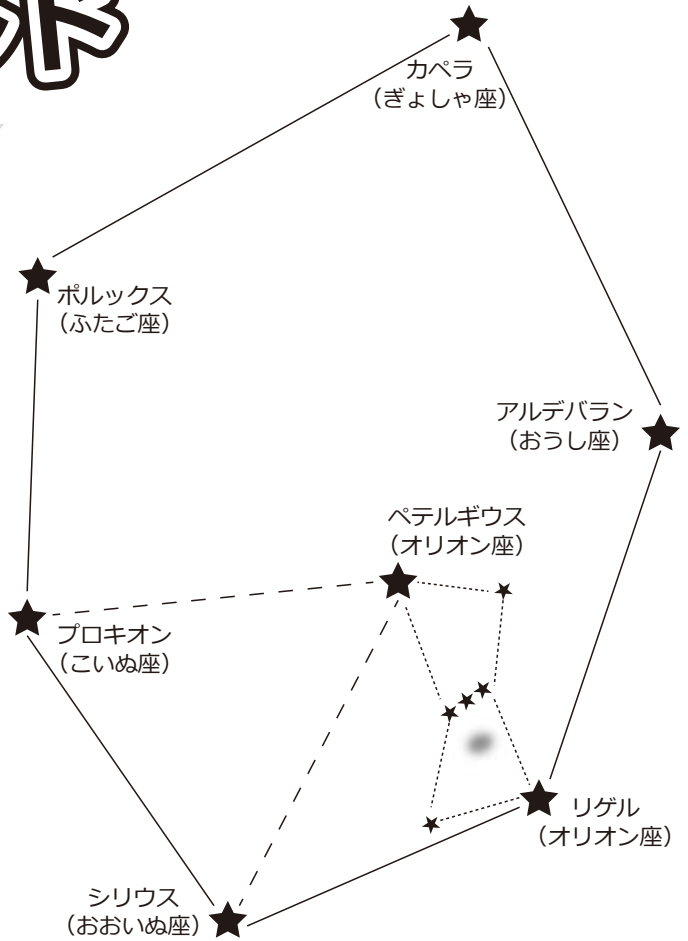 カペラ
（ぎょしゃ座）
ポルックス
（ふたご座）
アルデバラン
（おうし座）
ペテルギウス
（オリオン座）
プロキオン
（こいぬ座）
リゲル
（オリオン座）
シリウス
（おおいぬ座）